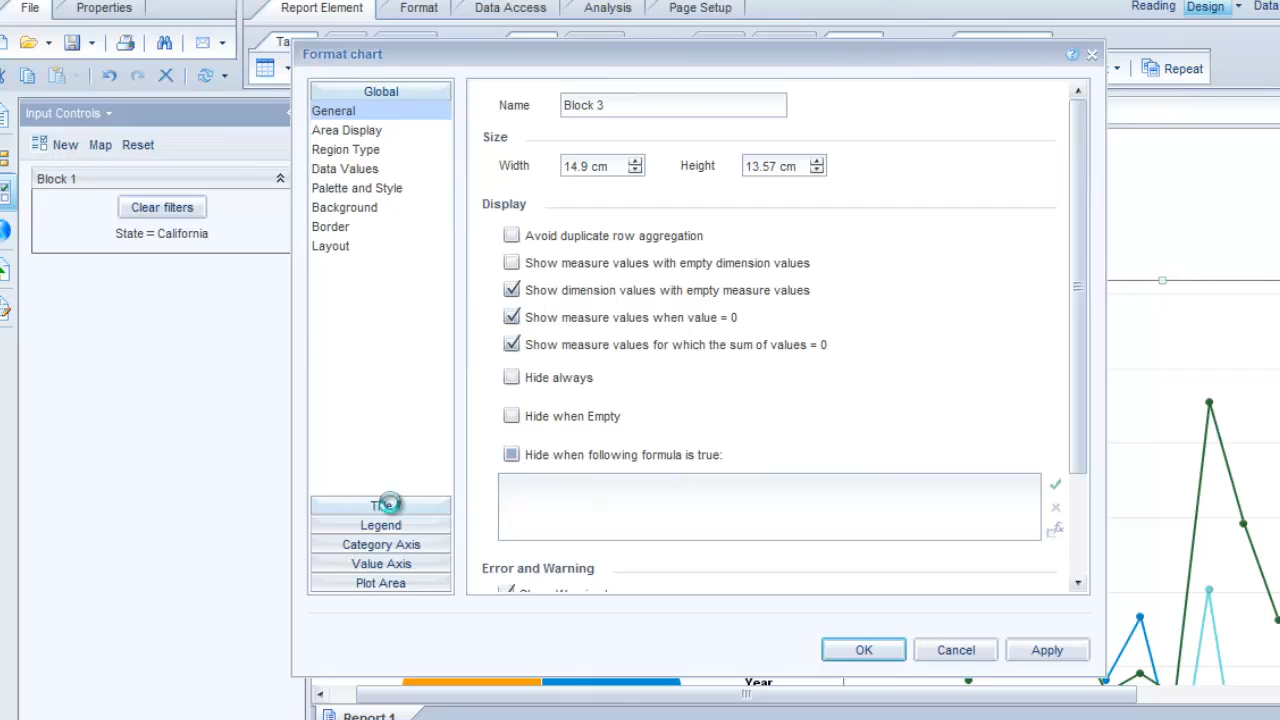 File Properties Report Element Format Data Access Analysis Page Setup Reading Design Data
Format chart
Repeat
Input Controls
New Map Reset
Block 1
Clear filters
State = California
Global
General
Area Display
Region Type
Data Values
Palette and Style
Background
Border
Layout
Title
Legend
Category Axis
Value Axis
Plot Area
Name Block 3
Size
Width 14.9 cm Height 13.57 cm
Display
Avoid duplicate row aggregation
Show measure values with empty dimension values
Show dimension values with empty measure values
Show measure values when value = 0
Show measure values for which the sum of values = 0
Hide always
Hide when Empty
Hide when following formula is true:
Error and Warning
OK Cancel Apply
Year
Report 1